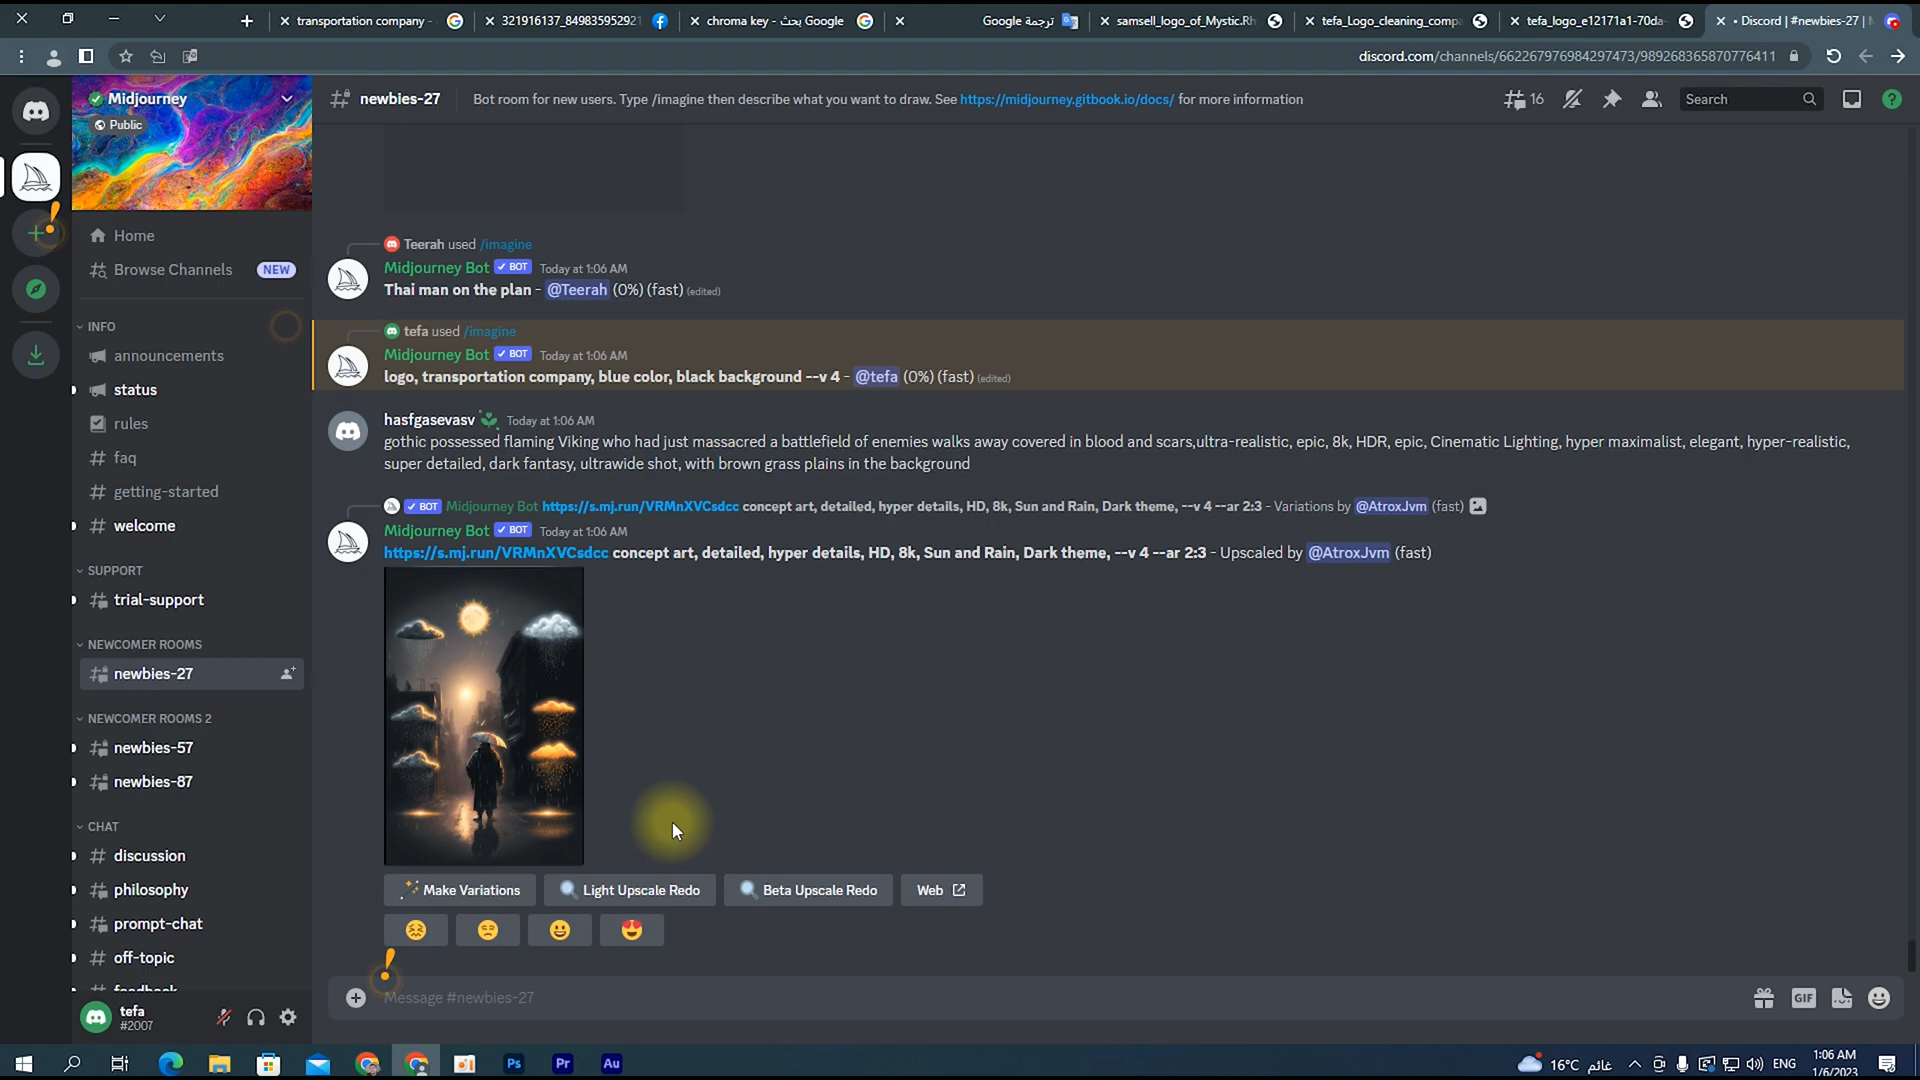 transportation company -
321916137_849835952921
chroma key - بحث Google
ترجمة Google
samsell_logo_of_Mystic.Rh
tefa_Logo_cleaning_compa
tefa_logo_e12171a1-70da-
• Discord | #newbies-27 |
discord.com/channels/662267976984297473/989268365870776411
Midjourney
Public
newbies-27
Bot room for new users. Type /imagine then describe what you want to draw. See https://midjourney.gitbook.io/docs/ for more information
16
Search
Home
Browse Channels
NEW
INFO
announcements
status
rules
faq
getting-started
welcome
SUPPORT
trial-support
NEWCOMER ROOMS
newbies-27
NEWCOMER ROOMS 2
newbies-57
newbies-87
CHAT
discussion
philosophy
prompt-chat
off-topic
feedback
tefa
#2007
Teerah used /imagine
Midjourney Bot ✓ BOT Today at 1:06 AM
Thai man on the plan - @Teerah (0%) (fast) (edited)
tefa used /imagine
Midjourney Bot ✓ BOT Today at 1:06 AM
logo, transportation company, blue color, black background --v 4 - @tefa (0%) (fast) (edited)
hasfgasevasv Today at 1:06 AM
gothic possessed flaming Viking who had just massacred a battlefield of enemies walks away covered in blood and scars,ultra-realistic, epic, 8k, HDR, epic, Cinematic Lighting, hyper maximalist, elegant, hyper-realistic,
super detailed, dark fantasy, ultrawide shot, with brown grass plains in the background
✓ BOT Midjourney Bot https://s.mj.run/VRMnXVCsdcc concept art, detailed, hyper details, HD, 8k, Sun and Rain, Dark theme, --v 4 --ar 2:3 - Variations by @AtroxJvm (fast)
Midjourney Bot ✓ BOT Today at 1:06 AM
https://s.mj.run/VRMnXVCsdcc concept art, detailed, hyper details, HD, 8k, Sun and Rain, Dark theme, --v 4 --ar 2:3 - Upscaled by @AtroxJvm (fast)
Make Variations
Light Upscale Redo
Beta Upscale Redo
Web
Message #newbies-27
GIF
Ps
Pr
Au
16°C غائم
ENG
1:06 AM
1/6/2023